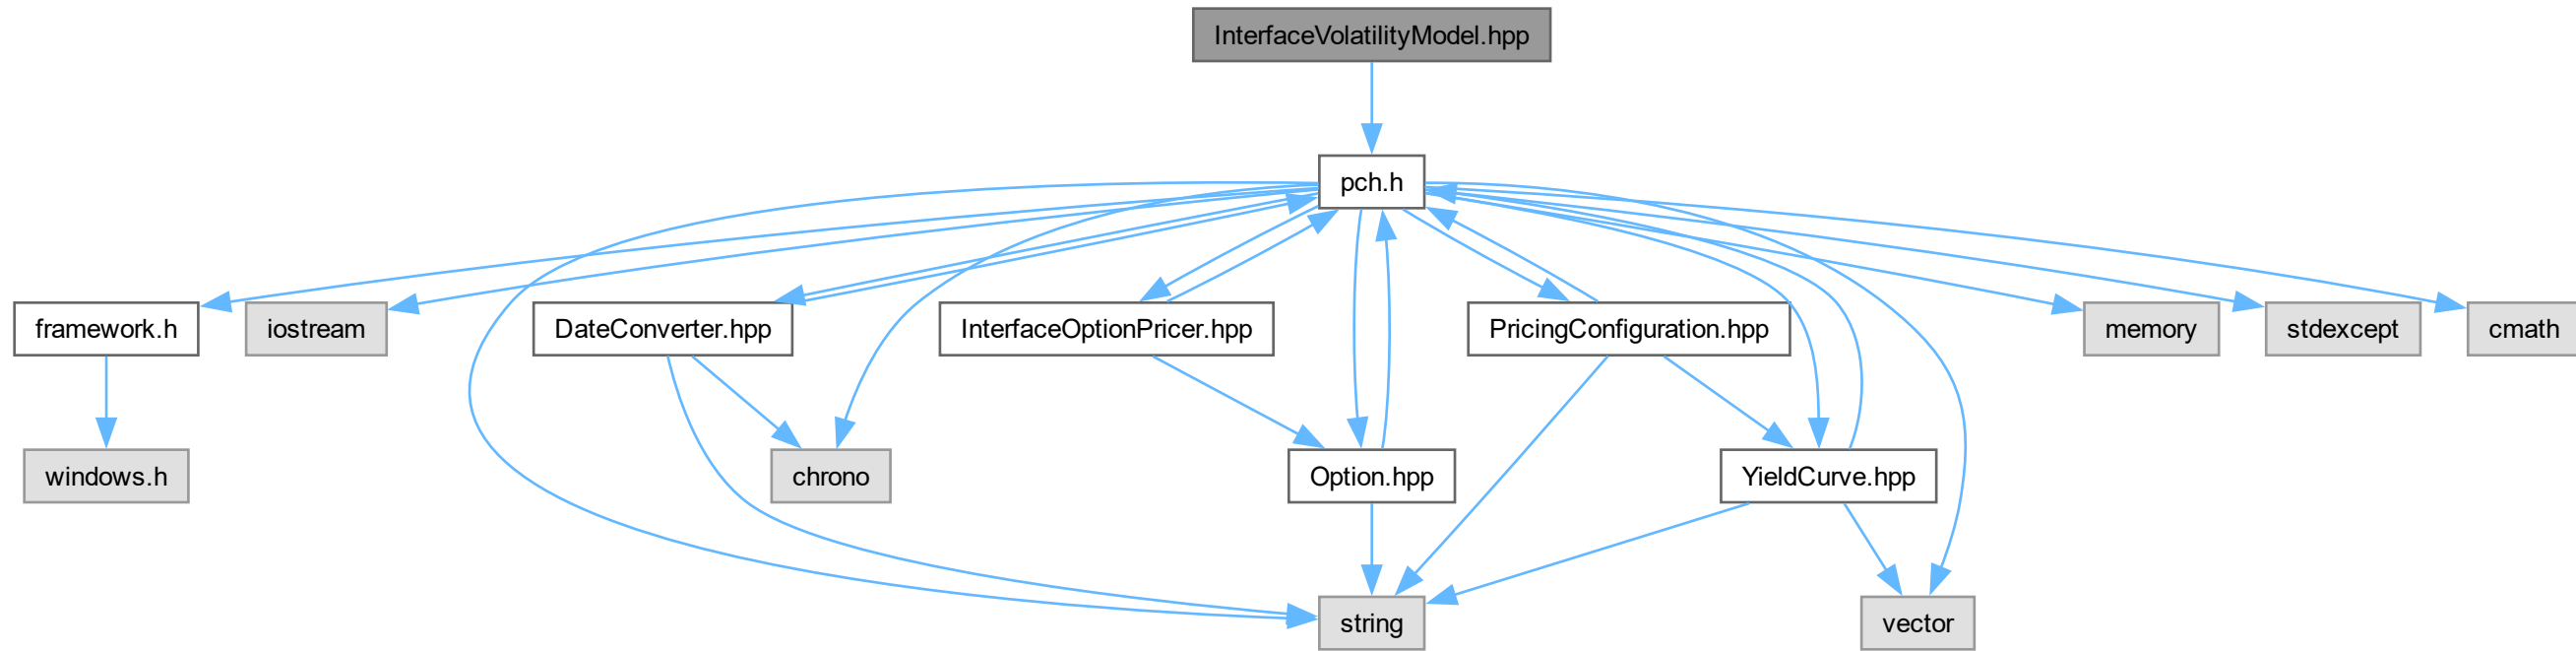 InterfaceVolatilityModel.hpp
pch.h
framework.h
iostream
DateConverter.hpp
InterfaceOptionPricer.hpp
PricingConfiguration.hpp
memory
stdexcept
cmath
windows.h
chrono
Option.hpp
YieldCurve.hpp
string
vector